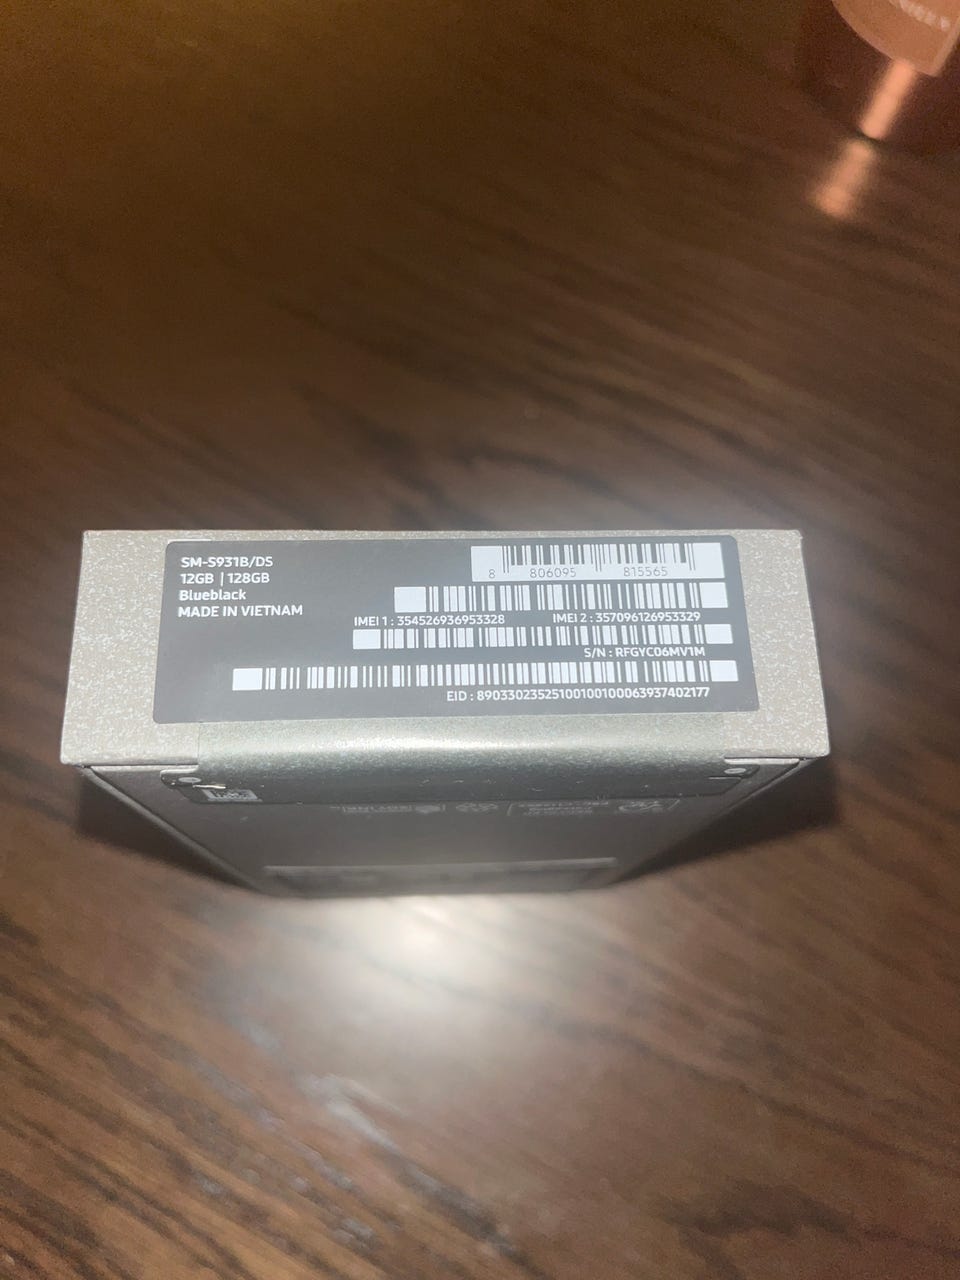 SM-S931B/DS
12GB | 128GB
Blueblack
MADE IN VIETNAM
8 806095 815565
IMEI 1 : 354526936953328 IMEI 2 : 357096126953329
S/N : RFGYC06MV1M
EID : 89033023525100100100063937402177